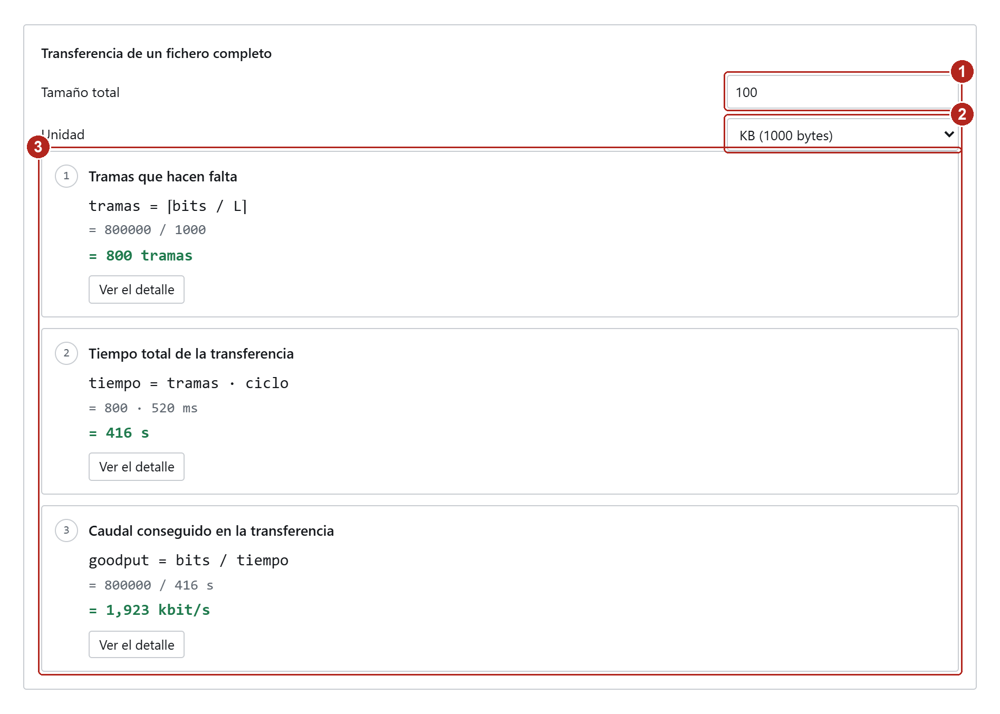 Transferencia de un fichero completo
1
Tamaño total
100
2
Unidad
KB (1000 bytes)
3
1 Tramas que hacen falta
tramas = ⌈bits / L⌉
= 800000 / 1000
= 800 tramas
Ver el detalle
2 Tiempo total de la transferencia
tiempo = tramas · ciclo
= 800 · 520 ms
= 416 s
Ver el detalle
3 Caudal conseguido en la transferencia
goodput = bits / tiempo
= 800000 / 416 s
= 1,923 kbit/s
Ver el detalle